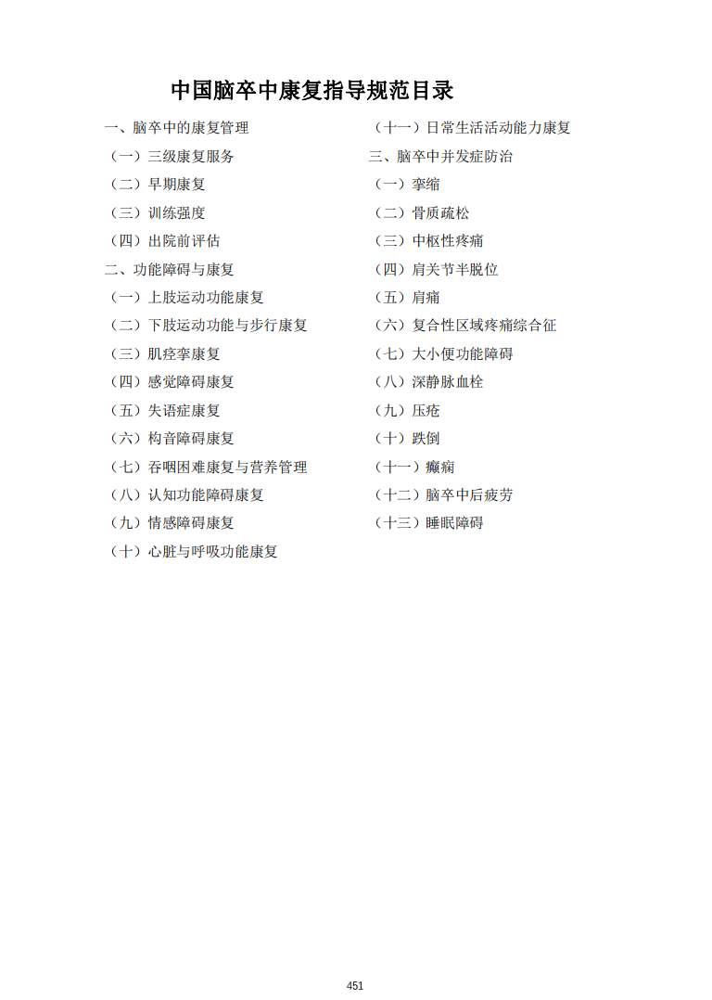 中国脑卒中康复指导规范目录
一、脑卒中的康复管理
（一）三级康复服务
（二）早期康复
（三）训练强度
（四）出院前评估
二、功能障碍与康复
（一）上肢运动功能康复
（二）下肢运动功能与步行康复
（三）肌痉挛康复
（四）感觉障碍康复
（五）失语症康复
（六）构音障碍康复
（七）吞咽困难康复与营养管理
（八）认知功能障碍康复
（九）情感障碍康复
（十）心脏与呼吸功能康复
（十一）日常生活活动能力康复
三、脑卒中并发症防治
（一）挛缩
（二）骨质疏松
（三）中枢性疼痛
（四）肩关节半脱位
（五）肩痛
（六）复合性区域疼痛综合征
（七）大小便功能障碍
（八）深静脉血栓
（九）压疮
（十）跌倒
（十一）癫痫
（十二）脑卒中后疲劳
（十三）睡眠障碍
451